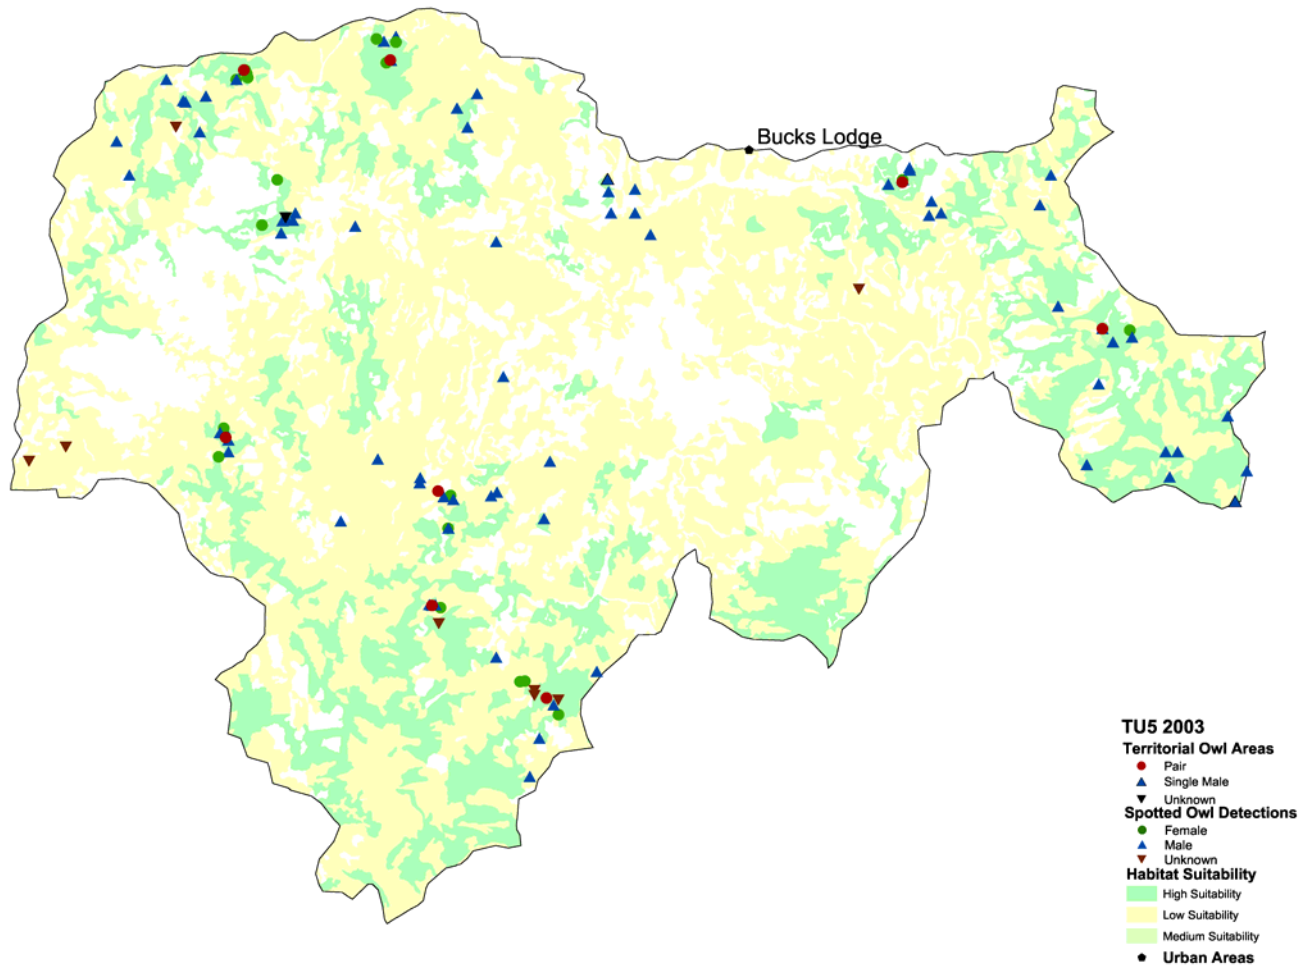 Bucks Lodge
TU5 2003
Territorial Owl Areas
Pair
Single Male
Unknown
Spotted Owl Detections
Female
Male
Unknown
Habitat Suitability
High Suitability
Low Suitability
Medium Suitability
Urban Areas